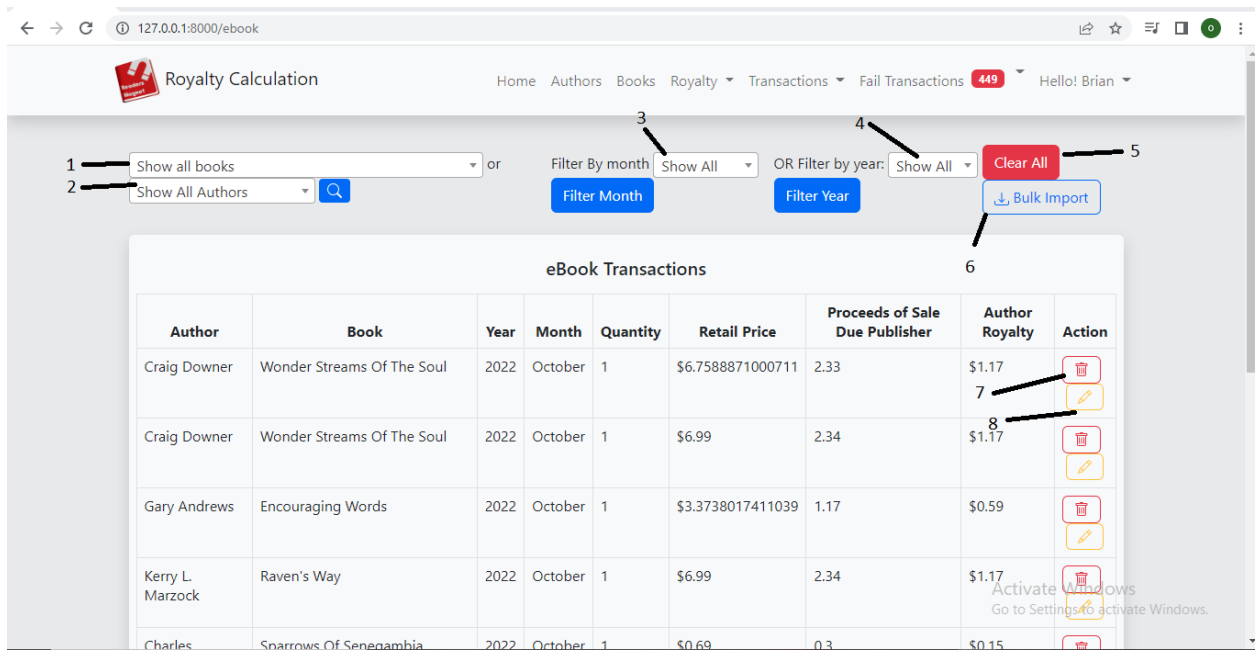 127.0.0.1:8000/ebook
o
Readers Magnet
Royalty Calculation
Home Authors Books Royalty Transactions Fail Transactions 449 Hello! Brian
3
4
5
1
Show all books
or
Filter By month
Show All
OR Filter by year:
Show All
Clear All
2
Show All Authors
Filter Month
Filter Year
Bulk Import
6
eBook Transactions
Author Book Year Month Quantity Retail Price Proceeds of Sale Due Publisher Author Royalty Action
Craig Downer Wonder Streams Of The Soul 2022 October 1 $6.7588871000711 2.33 $1.17
7
8
Craig Downer Wonder Streams Of The Soul 2022 October 1 $6.99 2.34 $1.17
Gary Andrews Encouraging Words 2022 October 1 $3.3738017411039 1.17 $0.59
Kerry L. Marzock Raven's Way 2022 October 1 $6.99 2.34 $1.17
Activate Windows
Go to Settings to activate Windows.
Charles Sparrows Of Senegambia 2022 October 1 $0.69 0.3 $0.15